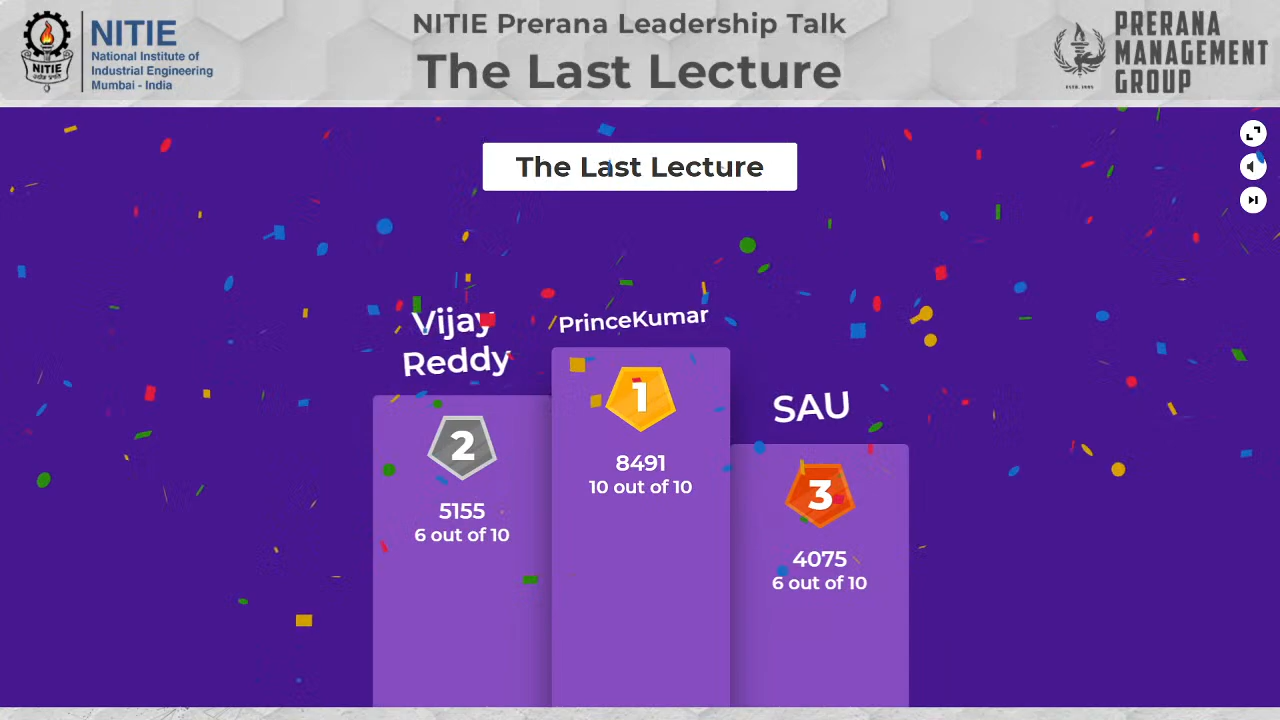 NITIE
NITIE
National Institute of
Industrial Engineering
Mumbai - India
NITIE Prerana Leadership Talk
The Last Lecture
PRERANA
MANAGEMENT
GROUP
The Last Lecture
Vijay
Reddy
PrinceKumar
SAU
1
8491
10 out of 10
2
5155
6 out of 10
3
4075
6 out of 10